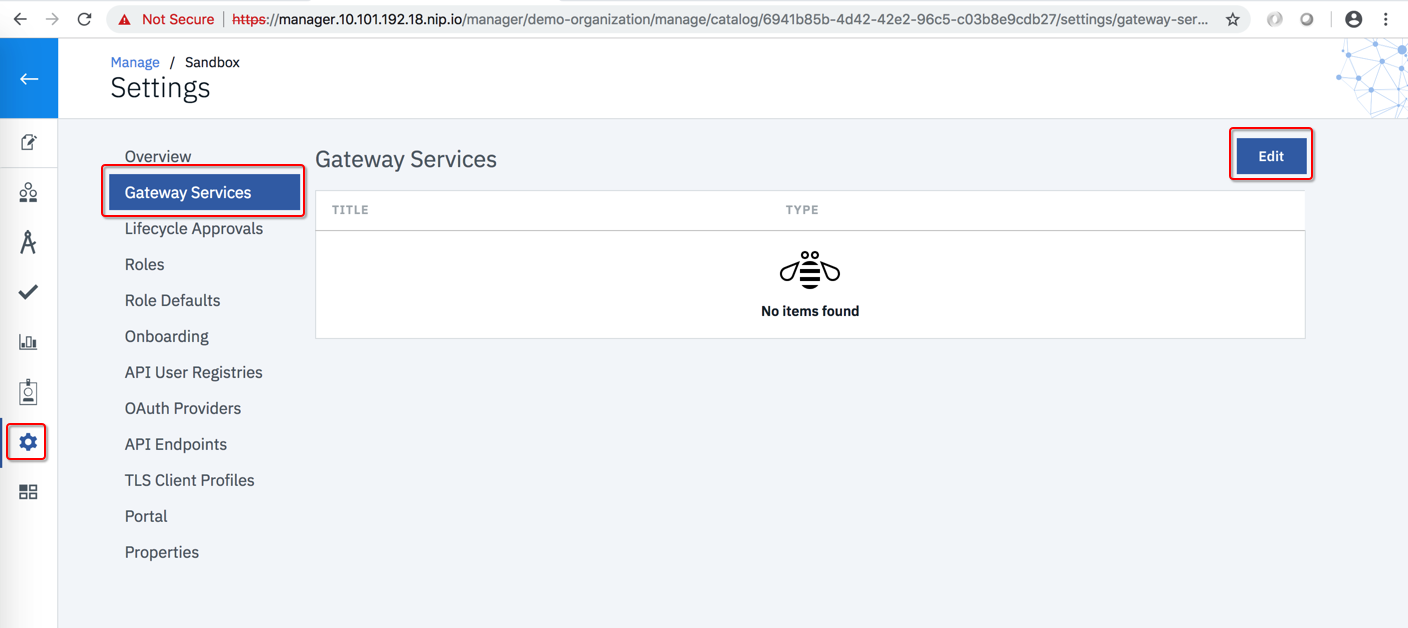 Not Secure | https://manager.10.101.192.18.nip.io/manager/demo-organization/manage/catalog/6941b85b-4d42-42e2-96c5-c03b8e9cdb27/settings/gateway-ser...
Manage / Sandbox
Settings
Overview
Gateway Services
Lifecycle Approvals
Roles
Role Defaults
Onboarding
API User Registries
OAuth Providers
API Endpoints
TLS Client Profiles
Portal
Properties
Gateway Services
Edit
TITLE TYPE
No items found